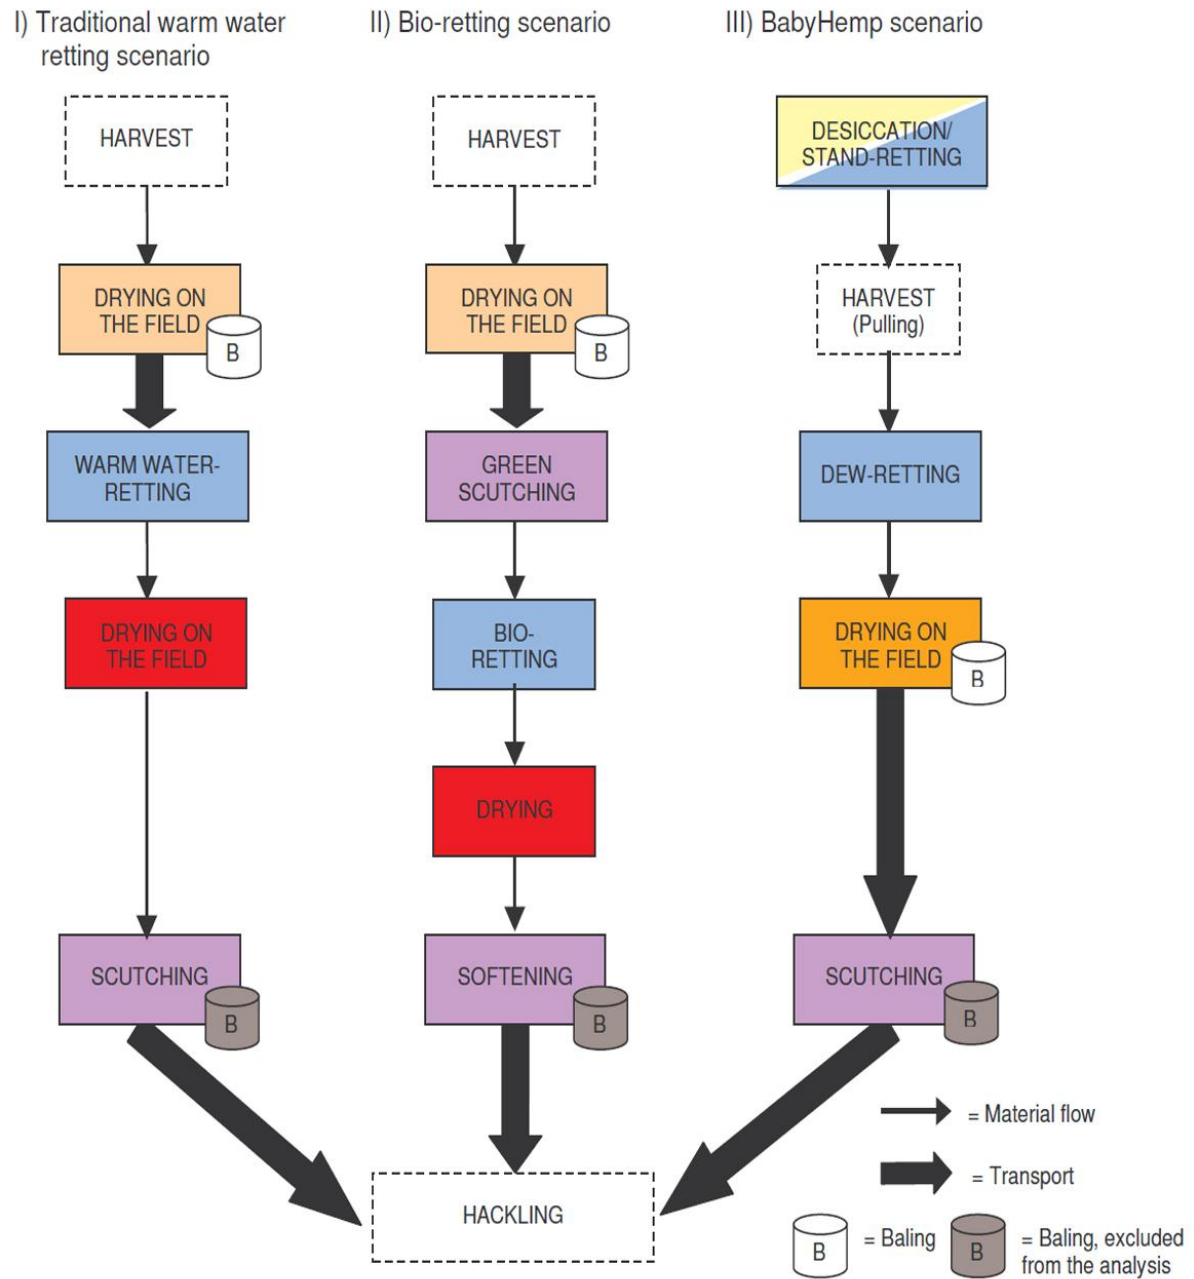 I) Traditional warm water
retting scenario
II) Bio-retting scenario
III) BabyHemp scenario
HARVEST
HARVEST
DESICCATION/
STAND-RETTING
DRYING ON
THE FIELD
B
DRYING ON
THE FIELD
B
HARVEST
(Pulling)
WARM WATER-
RETTING
GREEN
SCUTCHING
DEW-RETTING
DRYING ON
THE FIELD
BIO-
RETTING
DRYING ON
THE FIELD
B
DRYING
SCUTCHING
B
SOFTENING
B
SCUTCHING
B
HACKLING
= Material flow
= Transport
B
= Baling
B
= Baling, excluded
from the analysis